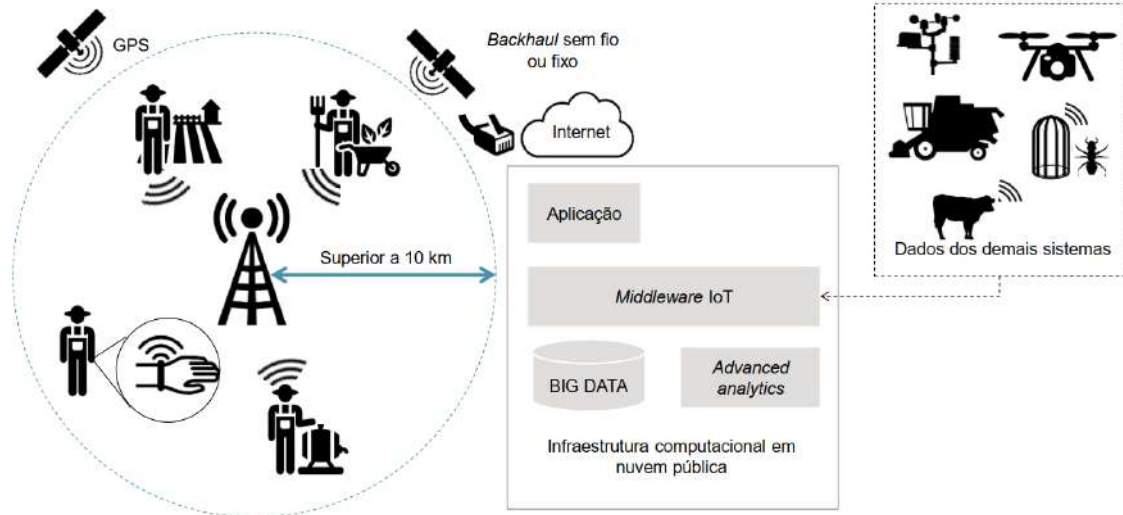 GPS
Backhaul sem fio
ou fixo
Internet
Superior a 10 km
Aplicação
Middleware IoT
BIG DATA
Advanced
analytics
Infraestrutura computacional em
nuvem pública
Dados dos demais sistemas